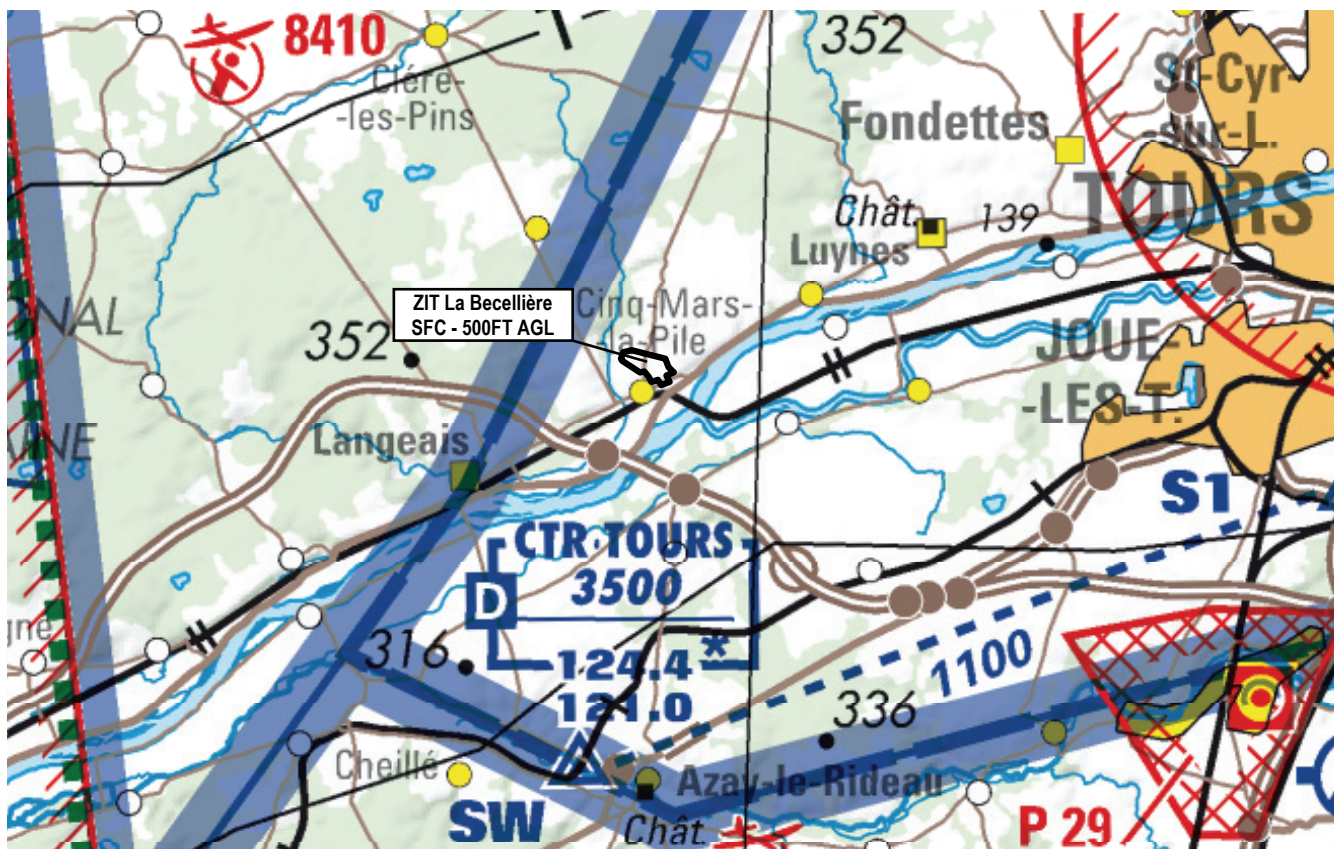 8410
352
St-Cyr-
-sur-L.
Cléré-
-les-Pins
Fondettes
TOURS
Chât.
139
Luynes
ZIT La Becellière
SFC - 500FT AGL
Cinq-Mars-
-la-Pile
NAL
352
JOUE-
-LES-T.
Langeais
S1
CTR TOURS
3500
D
124.4 *
121.0
316
1100
336
Cheillé
Azay-le-Rideau
SW
Chât.
P 29